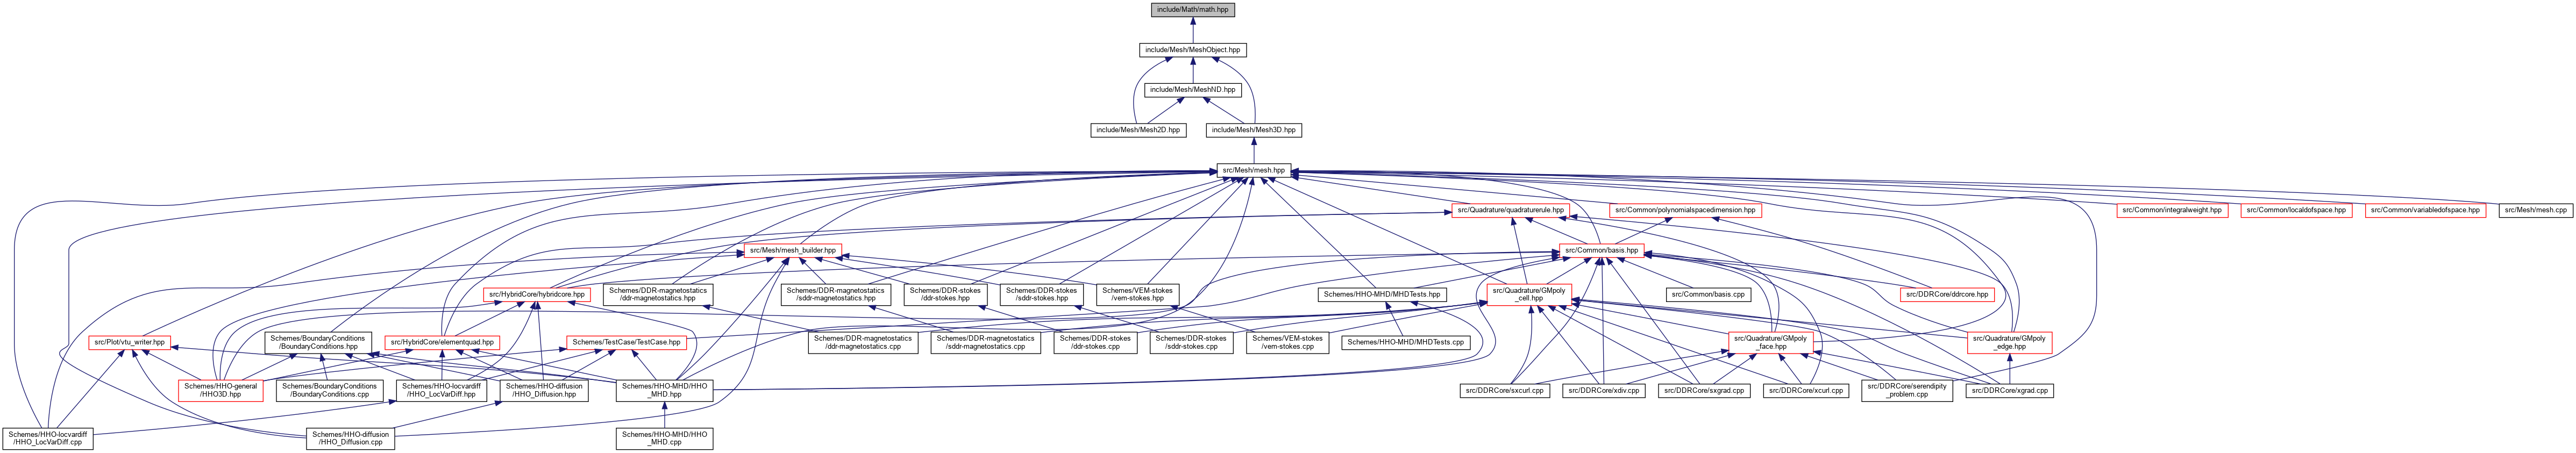 include/Math/math.hpp
include/Mesh/MeshObject.hpp
include/Mesh/MeshND.hpp
include/Mesh/Mesh2D.hpp
include/Mesh/Mesh3D.hpp
src/Mesh/mesh.hpp
src/Quadrature/quadraturerule.hpp
src/Common/polynomialspacedimension.hpp
src/Common/integralweight.hpp
src/Common/localdofspace.hpp
src/Common/variabledofspace.hpp
src/Mesh/mesh.cpp
src/Mesh/mesh_builder.hpp
src/Common/basis.hpp
src/HybridCore/hybridcore.hpp
Schemes/DDR-magnetostatics
/ddr-magnetostatics.hpp
Schemes/DDR-magnetostatics
/sddr-magnetostatics.hpp
Schemes/DDR-stokes
/ddr-stokes.hpp
Schemes/DDR-stokes
/sddr-stokes.hpp
Schemes/VEM-stokes
/vem-stokes.hpp
Schemes/HHO-MHD/MHDTests.hpp
src/Quadrature/GMpoly
_cell.hpp
src/Common/basis.cpp
src/DDRCore/ddrcore.hpp
src/Plot/vtu_writer.hpp
Schemes/BoundaryConditions
/BoundaryConditions.hpp
src/HybridCore/elementquad.hpp
Schemes/TestCase/TestCase.hpp
Schemes/DDR-magnetostatics
/ddr-magnetostatics.cpp
Schemes/DDR-magnetostatics
/sddr-magnetostatics.cpp
Schemes/DDR-stokes
/ddr-stokes.cpp
Schemes/DDR-stokes
/sddr-stokes.cpp
Schemes/VEM-stokes
/vem-stokes.cpp
Schemes/HHO-MHD/MHDTests.cpp
src/Quadrature/GMpoly
_face.hpp
src/Quadrature/GMpoly
_edge.hpp
Schemes/HHO-general
/HHO3D.hpp
Schemes/BoundaryConditions
/BoundaryConditions.cpp
Schemes/HHO-locvardiff
/HHO_LocVarDiff.hpp
Schemes/HHO-diffusion
/HHO_Diffusion.hpp
Schemes/HHO-MHD/HHO
_MHD.hpp
src/DDRCore/sxcurl.cpp
src/DDRCore/xdiv.cpp
src/DDRCore/sxgrad.cpp
src/DDRCore/xcurl.cpp
src/DDRCore/serendipity
_problem.cpp
src/DDRCore/xgrad.cpp
Schemes/HHO-locvardiff
/HHO_LocVarDiff.cpp
Schemes/HHO-diffusion
/HHO_Diffusion.cpp
Schemes/HHO-MHD/HHO
_MHD.cpp